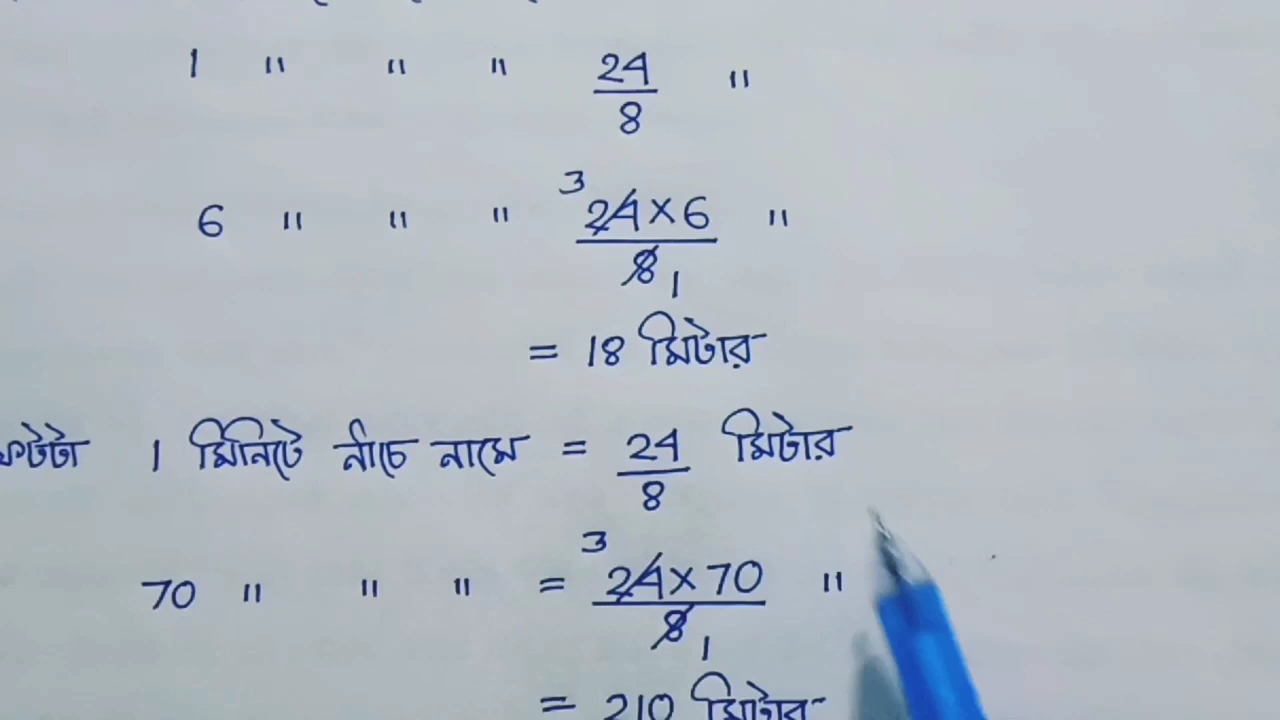 1 " " " 24/8 "
6 " " " 3 24×6/8 1 "
= 18 মিটার
1 মিনিটে নীচে নামে = 24/8 মিটার
70 " " " = 3 24×70/8 1 "
= 210 মিটার